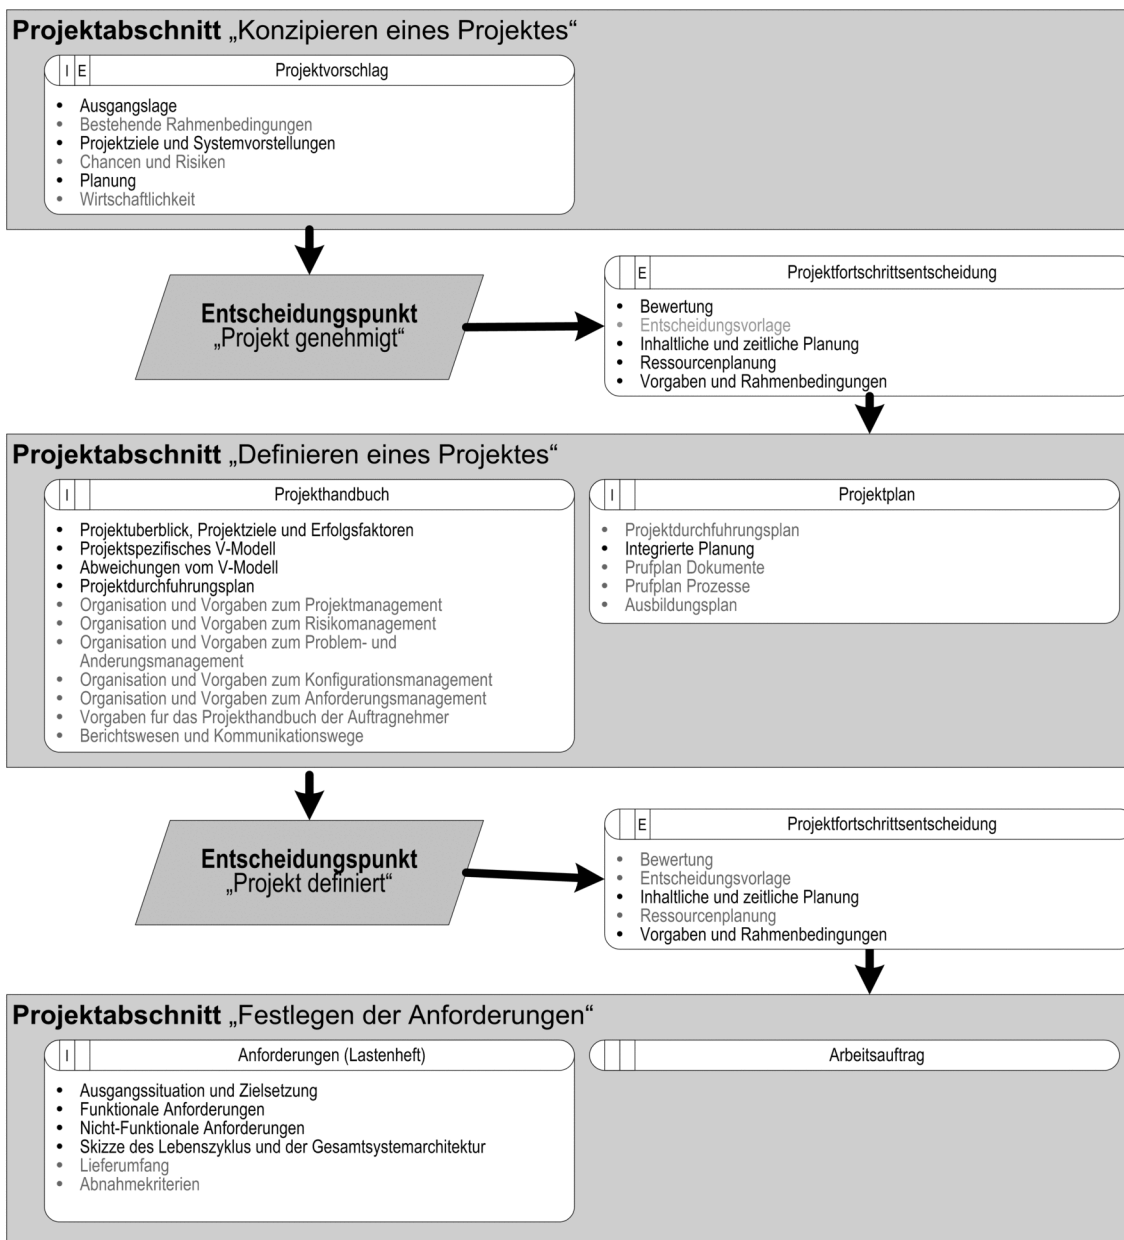 Projektabschnitt „Konzipieren eines Projektes“
I E Projektvorschlag
• Ausgangslage
• Bestehende Rahmenbedingungen
• Projektziele und Systemvorstellungen
• Chancen und Risiken
• Planung
• Wirtschaftlichkeit
Entscheidungspunkt
„Projekt genehmigt“
E Projektfortschrittsentscheidung
• Bewertung
• Entscheidungsvorlage
• Inhaltliche und zeitliche Planung
• Ressourcenplanung
• Vorgaben und Rahmenbedingungen
Projektabschnitt „Definieren eines Projektes“
I Projekthandbuch
• Projektuberblick, Projektziele und Erfolgsfaktoren
• Projektspezifisches V-Modell
• Abweichungen vom V-Modell
• Projektdurchfuhrungsplan
• Organisation und Vorgaben zum Projektmanagement
• Organisation und Vorgaben zum Risikomanagement
• Organisation und Vorgaben zum Problem- und
Anderungsmanagement
• Organisation und Vorgaben zum Konfigurationsmanagement
• Organisation und Vorgaben zum Anforderungsmanagement
• Vorgaben fur das Projekthandbuch der Auftragnehmer
• Berichtswesen und Kommunikationswege
I Projektplan
• Projektdurchfuhrungsplan
• Integrierte Planung
• Prufplan Dokumente
• Prufplan Prozesse
• Ausbildungsplan
Entscheidungspunkt
„Projekt definiert“
E Projektfortschrittsentscheidung
• Bewertung
• Entscheidungsvorlage
• Inhaltliche und zeitliche Planung
• Ressourcenplanung
• Vorgaben und Rahmenbedingungen
Projektabschnitt „Festlegen der Anforderungen“
I Anforderungen (Lastenheft)
• Ausgangssituation und Zielsetzung
• Funktionale Anforderungen
• Nicht-Funktionale Anforderungen
• Skizze des Lebenszyklus und der Gesamtsystemarchitektur
• Lieferumfang
• Abnahmekriterien
Arbeitsauftrag